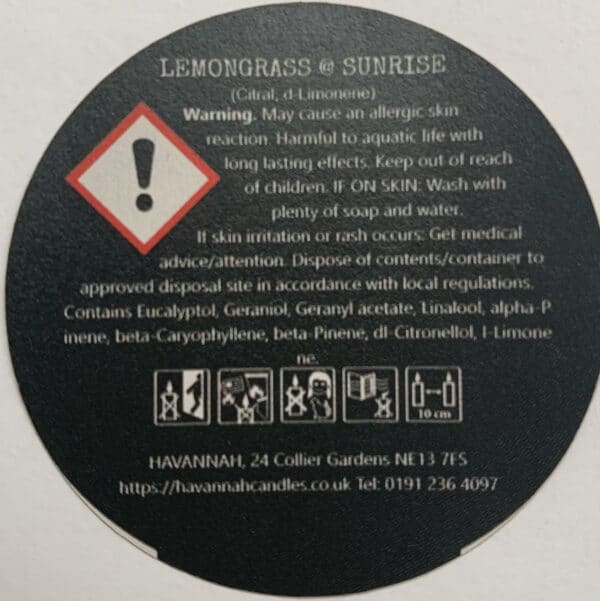 LEMONGRASS @ SUNRISE
(Citral, d-Limonene)
Warning. May cause an allergic skin
reaction. Harmful to aquatic life with
long lasting effects. Keep out of reach
of children. IF ON SKIN: Wash with
plenty of soap and water.
If skin irritation or rash occurs: Get medical
advice/attention. Dispose of contents/container to
approved disposal site in accordance with local regulations.
Contains Eucalyptol, Geraniol, Geranyl acetate, Linalool, alpha-P
inene, beta-Caryophyllene, beta-Pinene, dl-Citronellol, l-Limone
ne.
10 cm
HAVANNAH, 24 Collier Gardens NE13 7FS
https://havannahcandles.co.uk Tel: 0191 236 4097